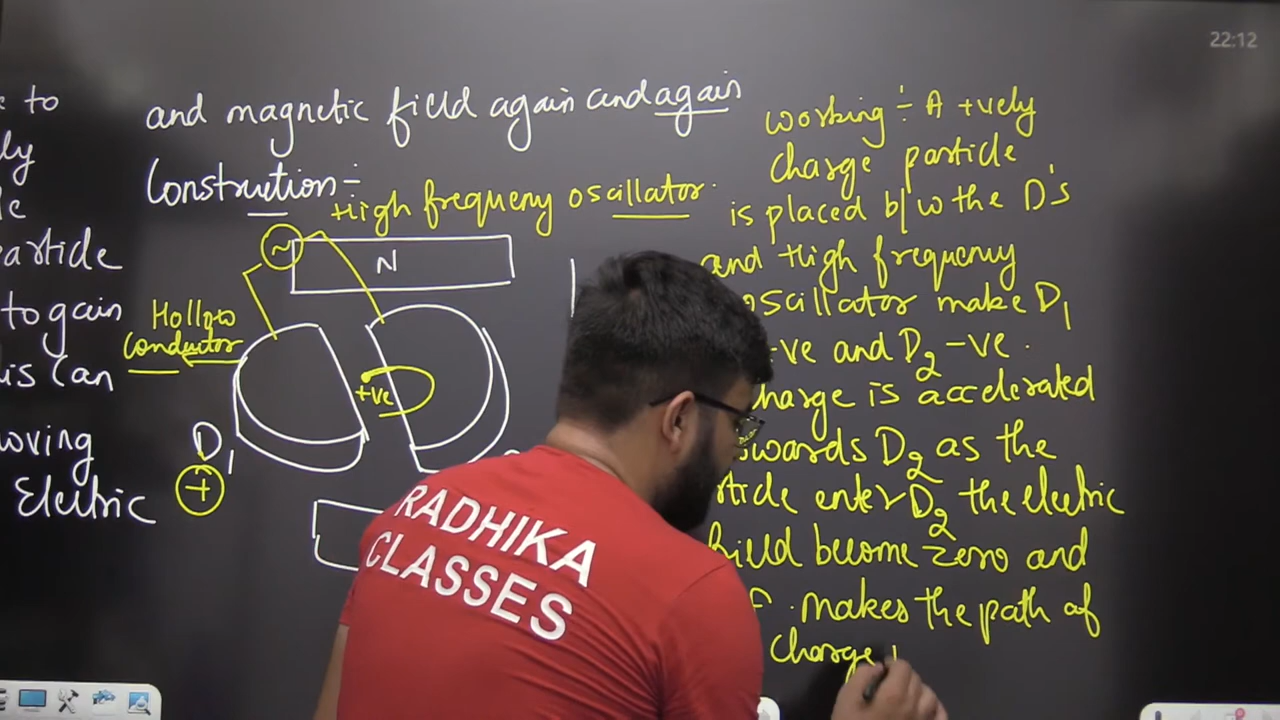 22:12
to
ly
article
to gain
is can
oving
Electric
and magnetic field again and again
Construction :-
High frequency oscillator.
~
N
Hollow
conductor
+ve
D1
+
working :- A +vely
charge particle
is placed b/w the D's
and High frequency
oscillator make D1
+ve and D2 -ve.
charge is accelerated
towards D2 as the
ticle enter D2 the electric
field become zero and
F. makes the path of
charge
RADHIKA
CLASSES